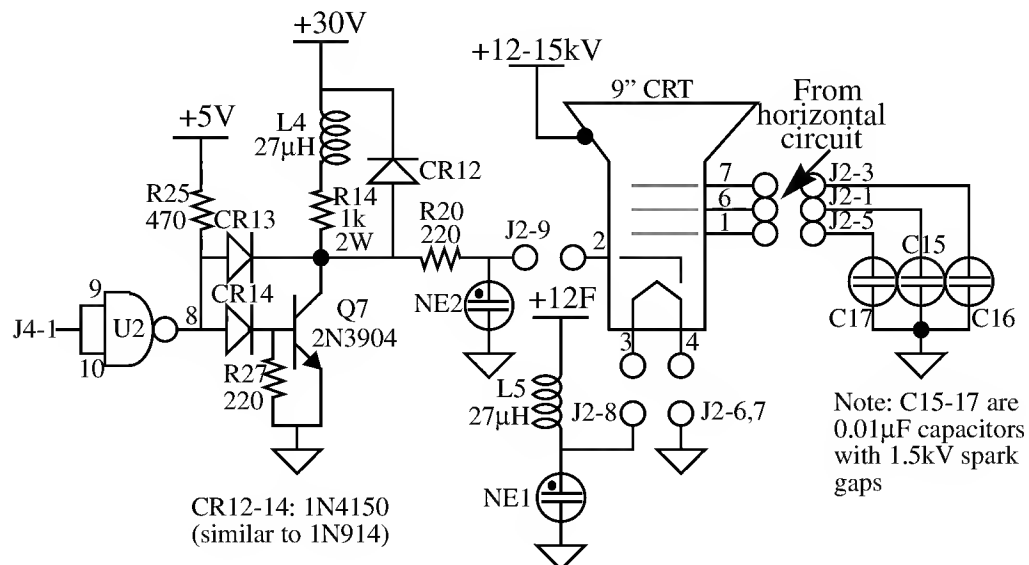 +30V
+12-15kV
9” CRT
From
horizontal
circuit
L4
27µH
+5V
CR12
7
J2-3
R25
470
CR13
R14
1k
2W
R20
220
J2-9
2
6
J2-1
1
J2-5
C15
CR14
NE2
+12F
9
J4-1
U2
8
10
Q7
2N3904
C17
C16
3
4
R27
220
L5
27µH
J2-8
J2-6,7
Note: C15-17 are
0.01µF capacitors
with 1.5kV spark
gaps
NE1
CR12-14: 1N4150
(similar to 1N914)